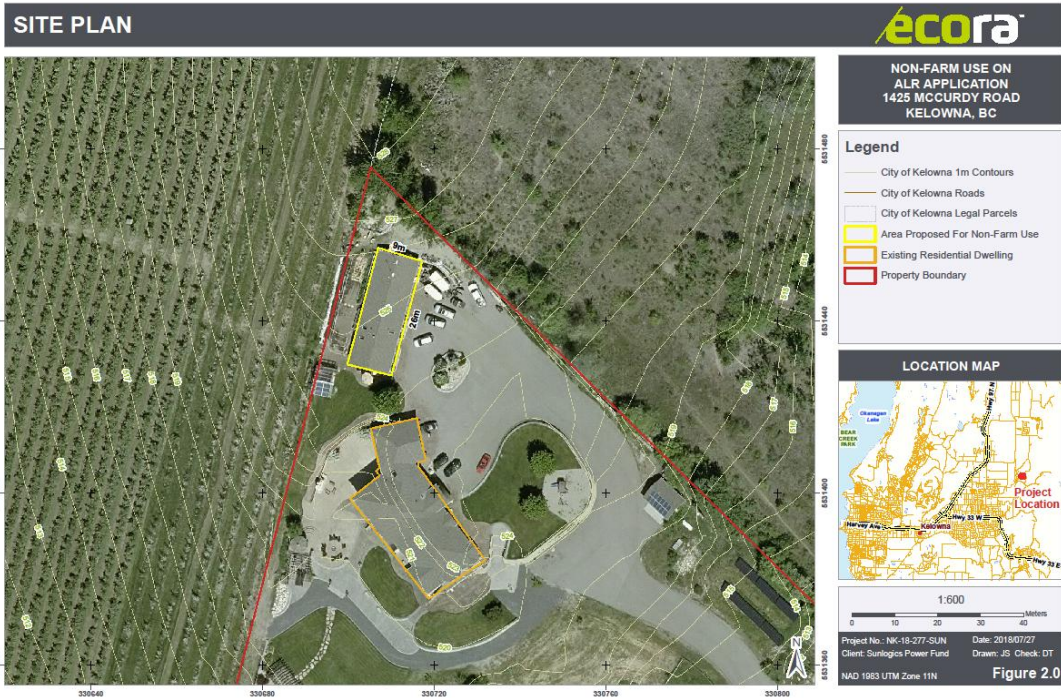 SITE PLAN
ecora
NON-FARM USE ON
ALR APPLICATION
1425 MCCURDY ROAD
KELOWNA, BC
Legend
City of Kelowna 1m Contours
City of Kelowna Roads
City of Kelowna Legal Parcels
Area Proposed For Non-Farm Use
Existing Residential Dwelling
Property Boundary
9m
26m
5531480
5531440
5531400
5531360
330640
330680
330720
330760
330800
N
LOCATION MAP
Okanagan
Lake
BEAR
CREEK
PARK
Hwy 97 N
Project
Location
Harvey Ave
Kelowna
Hwy 33 W
Hwy 33 E
1:600
Meters
0 10 20 30 40
Project No.: NK-18-277-SUN Date: 2018/07/27
Client: Sunlogics Power Fund Drawn: JS Check: DT
NAD 1983 UTM Zone 11N Figure 2.0